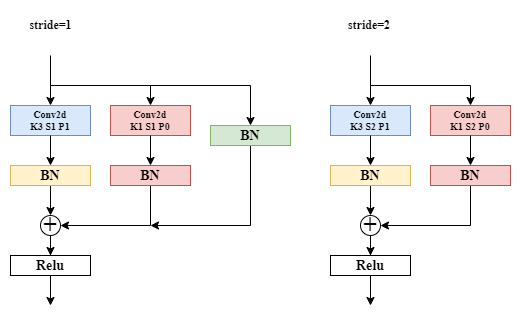 stride=1
stride=2
Conv2d
K3 S1 P1
Conv2d
K1 S1 P0
BN
Conv2d
K3 S2 P1
Conv2d
K1 S2 P0
BN
BN
BN
BN
Relu
Relu